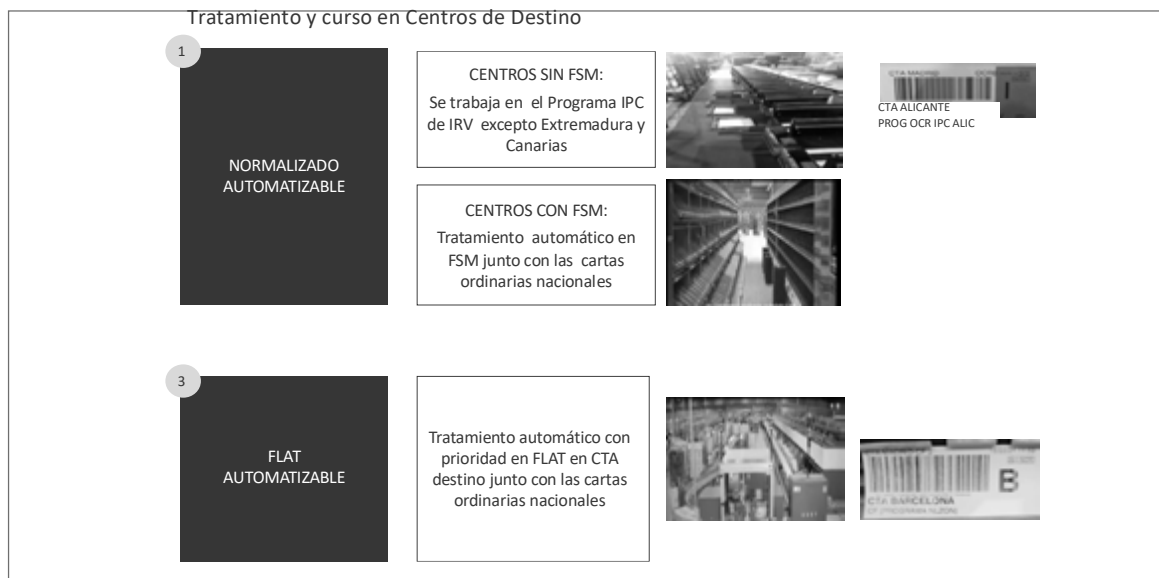 Tratamiento y curso en Centros de Destino
1
NORMALIZADO
AUTOMATIZABLE
CENTROS SIN FSM:
Se trabaja en el Programa IPC
de IRV excepto Extremadura y
Canarias
CTA MADRID
CTA ALICANTE
PROG OCR IPC ALIC
CENTROS CON FSM:
Tratamiento automático en
FSM junto con las cartas
ordinarias nacionales
3
FLAT
AUTOMATIZABLE
Tratamiento automático con
prioridad en FLAT en CTA
destino junto con las cartas
ordinarias nacionales
B
CTA BARCELONA